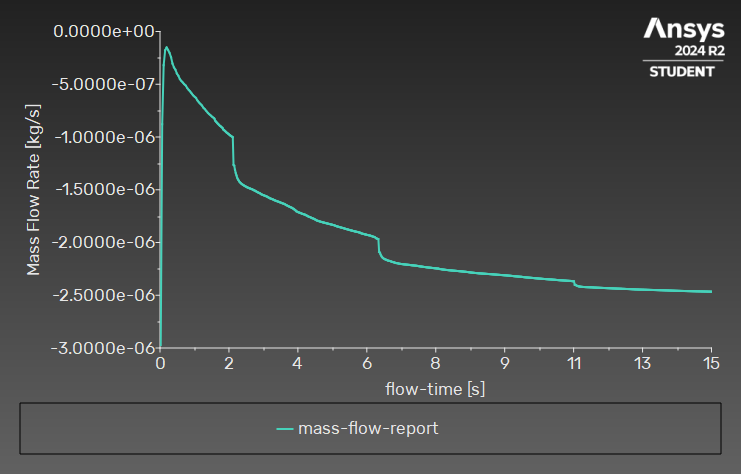 Ansys
2024 R2
STUDENT
Mass Flow Rate [kg/s]
0.0000e+00
-5.0000e-07
-1.0000e-06
-1.5000e-06
-2.0000e-06
-2.5000e-06
-3.0000e-06
0 2 4 6 8 9 11 13 15
flow-time [s]
mass-flow-report